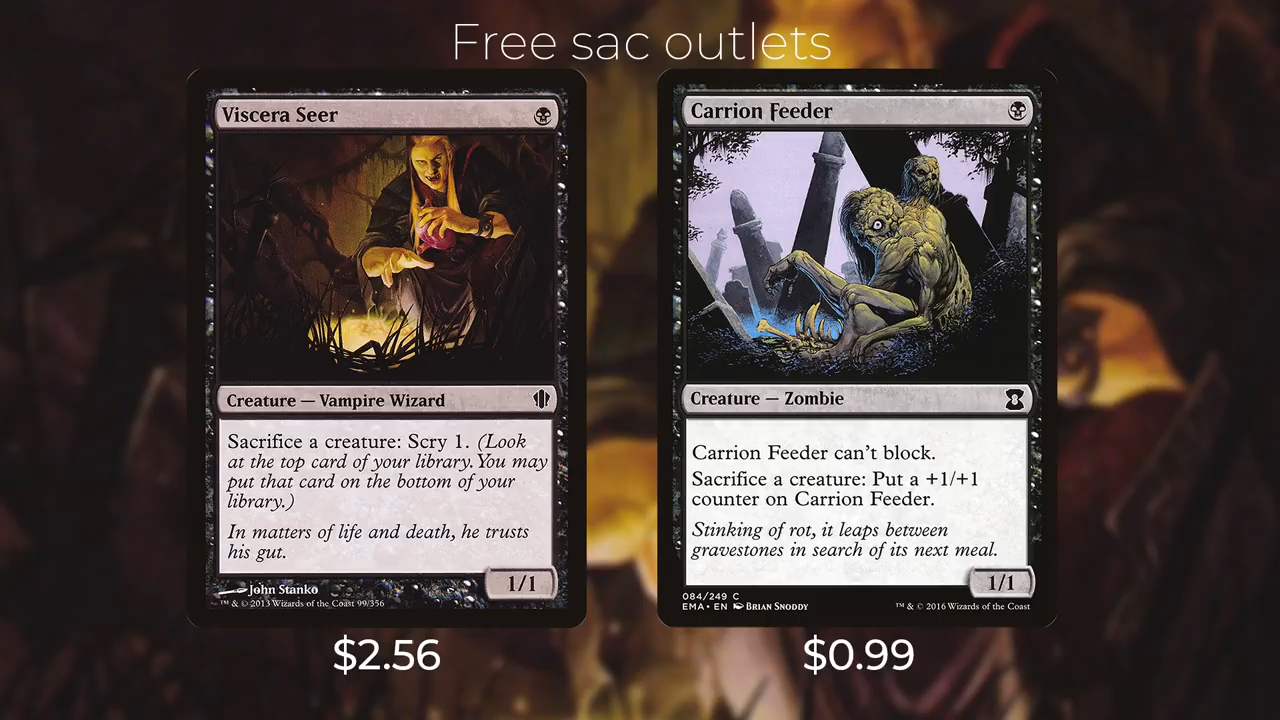 Free sac outlets
Viscera Seer
Creature — Vampire Wizard
Sacrifice a creature: Scry 1. (Look
at the top card of your library. You may
put that card on the bottom of your
library.)
In matters of life and death, he trusts
his gut.
1/1
John Stanko
™ & © 2013 Wizards of the Coast 99/356
$2.56
Carrion Feeder
Creature — Zombie
Carrion Feeder can't block.
Sacrifice a creature: Put a +1/+1
counter on Carrion Feeder.
Stinking of rot, it leaps between
gravestones in search of its next meal.
1/1
084/249 C
EMA • EN Brian Snoddy
™ & © 2016 Wizards of the Coast
$0.99